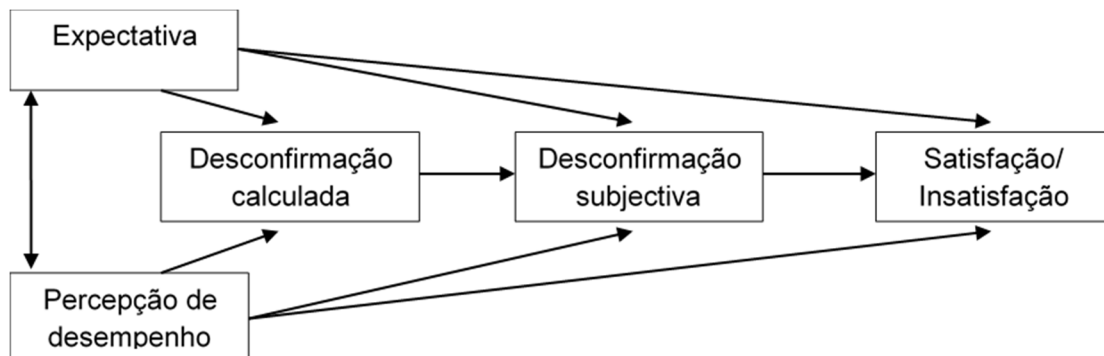 Expectativa
Desconfirmação
calculada
Desconfirmação
subjectiva
Satisfação/
Insatisfação
Percepção de
desempenho